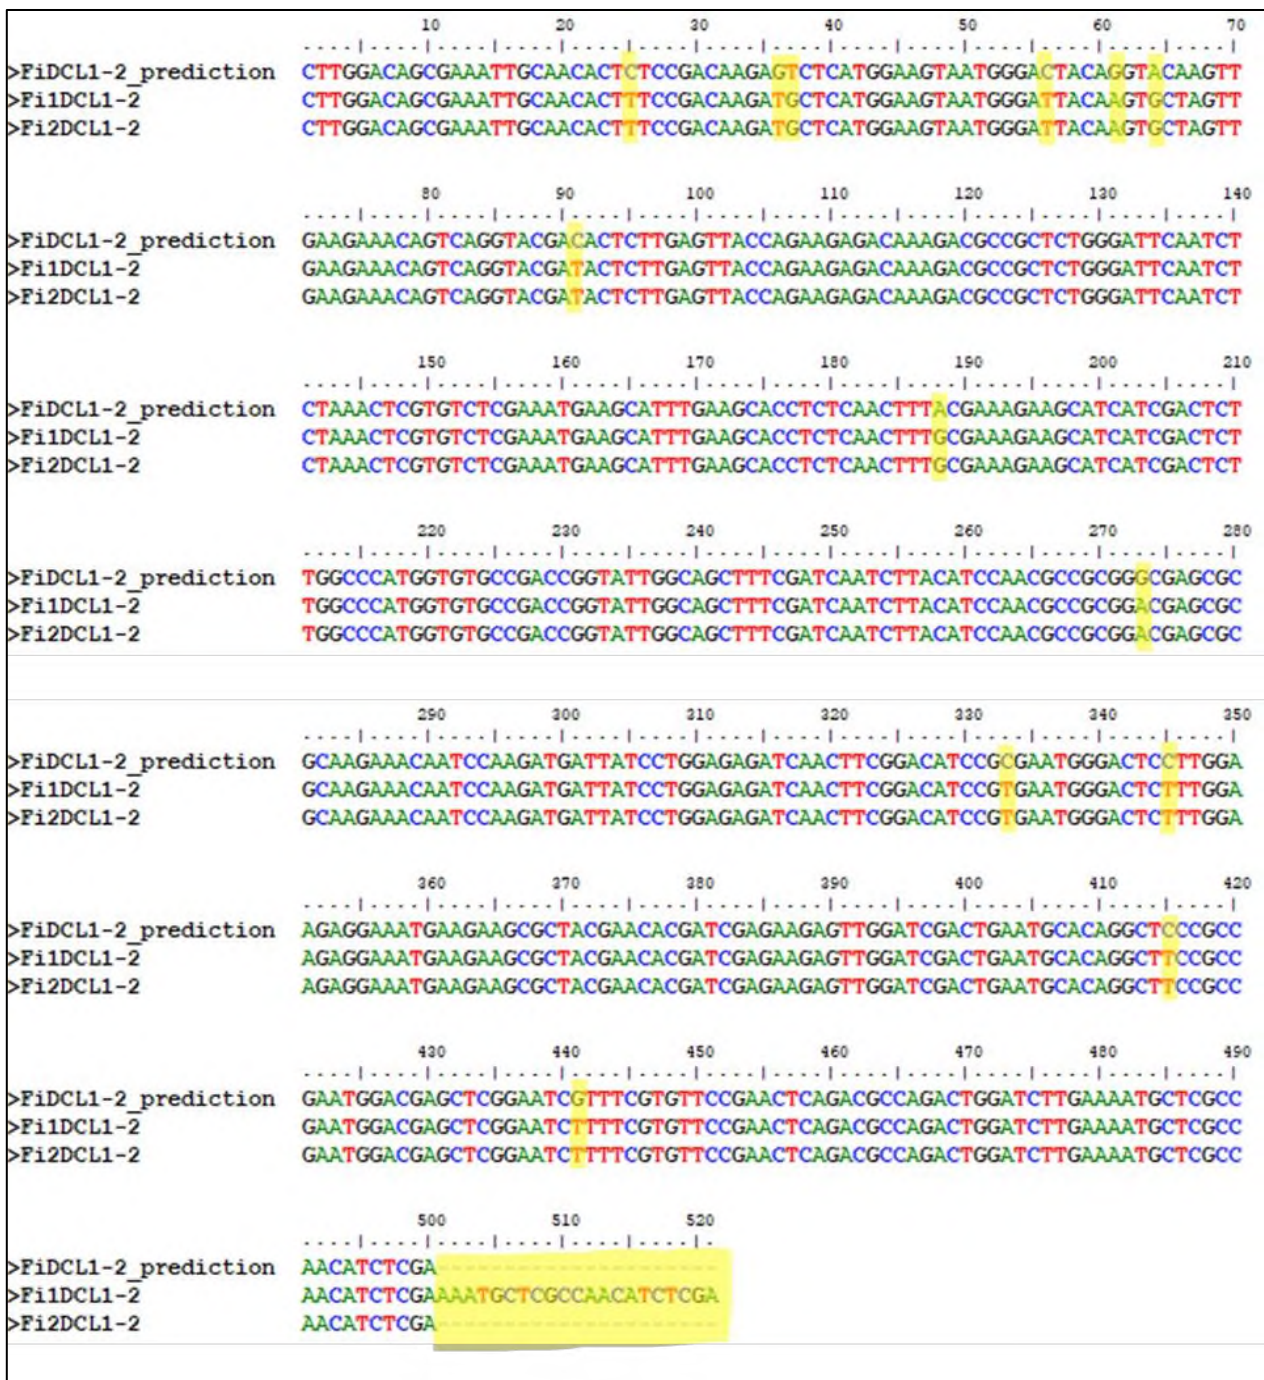 10 20 30 40 50 60 70
....|....|....|....|....|....|....|....|....|....|....|....|....|....|
>FiDCL1-2_prediction CTTGGACAGCGAAATTGCAACACTCTCCGACAAGAGTCTCATGGAAGTAATGGGACTACAGGTACAAGTT
>Fi1DCL1-2 CTTGGACAGCGAAATTGCAACACTTTCCGACAAGATGCTCATGGAAGTAATGGGATTACAAGTGCTAGTT
>Fi2DCL1-2 CTTGGACAGCGAAATTGCAACACTTTCCGACAAGATGCTCATGGAAGTAATGGGATTACAAGTGCTAGTT
80 90 100 110 120 130 140
....|....|....|....|....|....|....|....|....|....|....|....|....|....|
>FiDCL1-2_prediction GAAGAAACAGTCAGGTACGACACTCTTGAGTTACCAGAAGAGACAAAGACGCCGCTCTGGGATTCAATCT
>Fi1DCL1-2 GAAGAAACAGTCAGGTACGATACTCTTGAGTTACCAGAAGAGACAAAGACGCCGCTCTGGGATTCAATCT
>Fi2DCL1-2 GAAGAAACAGTCAGGTACGATACTCTTGAGTTACCAGAAGAGACAAAGACGCCGCTCTGGGATTCAATCT
150 160 170 180 190 200 210
....|....|....|....|....|....|....|....|....|....|....|....|....|....|
>FiDCL1-2_prediction CTAAACTCGTGTCTCGAAATGAAGCATTTGAAGCACCTCTCAACTTTACGAAAGAAGCATCATCGACTCT
>Fi1DCL1-2 CTAAACTCGTGTCTCGAAATGAAGCATTTGAAGCACCTCTCAACTTTGCGAAAGAAGCATCATCGACTCT
>Fi2DCL1-2 CTAAACTCGTGTCTCGAAATGAAGCATTTGAAGCACCTCTCAACTTTGCGAAAGAAGCATCATCGACTCT
220 230 240 250 260 270 280
....|....|....|....|....|....|....|....|....|....|....|....|....|....|
>FiDCL1-2_prediction TGGCCCATGGTGTGCCGACCGGTATTGGCAGCTTTCGATCAATCTTACATCCAACGCCGCGGGCGAGCGC
>Fi1DCL1-2 TGGCCCATGGTGTGCCGACCGGTATTGGCAGCTTTCGATCAATCTTACATCCAACGCCGCGGACGAGCGC
>Fi2DCL1-2 TGGCCCATGGTGTGCCGACCGGTATTGGCAGCTTTCGATCAATCTTACATCCAACGCCGCGGACGAGCGC
290 300 310 320 330 340 350
....|....|....|....|....|....|....|....|....|....|....|....|....|....|
>FiDCL1-2_prediction GCAAGAAACAATCCAAGATGATTATCCTGGAGAGATCAACTTCGGACATCCGCGAATGGGACTCCTTGGA
>Fi1DCL1-2 GCAAGAAACAATCCAAGATGATTATCCTGGAGAGATCAACTTCGGACATCCGTGAATGGGACTCTTTGGA
>Fi2DCL1-2 GCAAGAAACAATCCAAGATGATTATCCTGGAGAGATCAACTTCGGACATCCGTGAATGGGACTCTTTGGA
360 370 380 390 400 410 420
....|....|....|....|....|....|....|....|....|....|....|....|....|....|
>FiDCL1-2_prediction AGAGGAAATGAAGAAGCGCTACGAACACGATCGAGAAGAGTTGGATCGACTGAATGCACAGGCTCCCGCC
>Fi1DCL1-2 AGAGGAAATGAAGAAGCGCTACGAACACGATCGAGAAGAGTTGGATCGACTGAATGCACAGGCTTCCGCC
>Fi2DCL1-2 AGAGGAAATGAAGAAGCGCTACGAACACGATCGAGAAGAGTTGGATCGACTGAATGCACAGGCTTCCGCC
430 440 450 460 470 480 490
....|....|....|....|....|....|....|....|....|....|....|....|....|....|
>FiDCL1-2_prediction GAATGGACGAGCTCGGAATCGTTTCGTGTTCCGAACTCAGACGCCAGACTGGATCTTGAAAATGCTCGCC
>Fi1DCL1-2 GAATGGACGAGCTCGGAATCTTTTCGTGTTCCGAACTCAGACGCCAGACTGGATCTTGAAAATGCTCGCC
>Fi2DCL1-2 GAATGGACGAGCTCGGAATCTTTTCGTGTTCCGAACTCAGACGCCAGACTGGATCTTGAAAATGCTCGCC
500 510 520
....|....|....|....|....|....|.
>FiDCL1-2_prediction AACATCTCGA---------------------
>Fi1DCL1-2 AACATCTCGAAAATGCTCGCCAACATCTCGA
>Fi2DCL1-2 AACATCTCGA---------------------